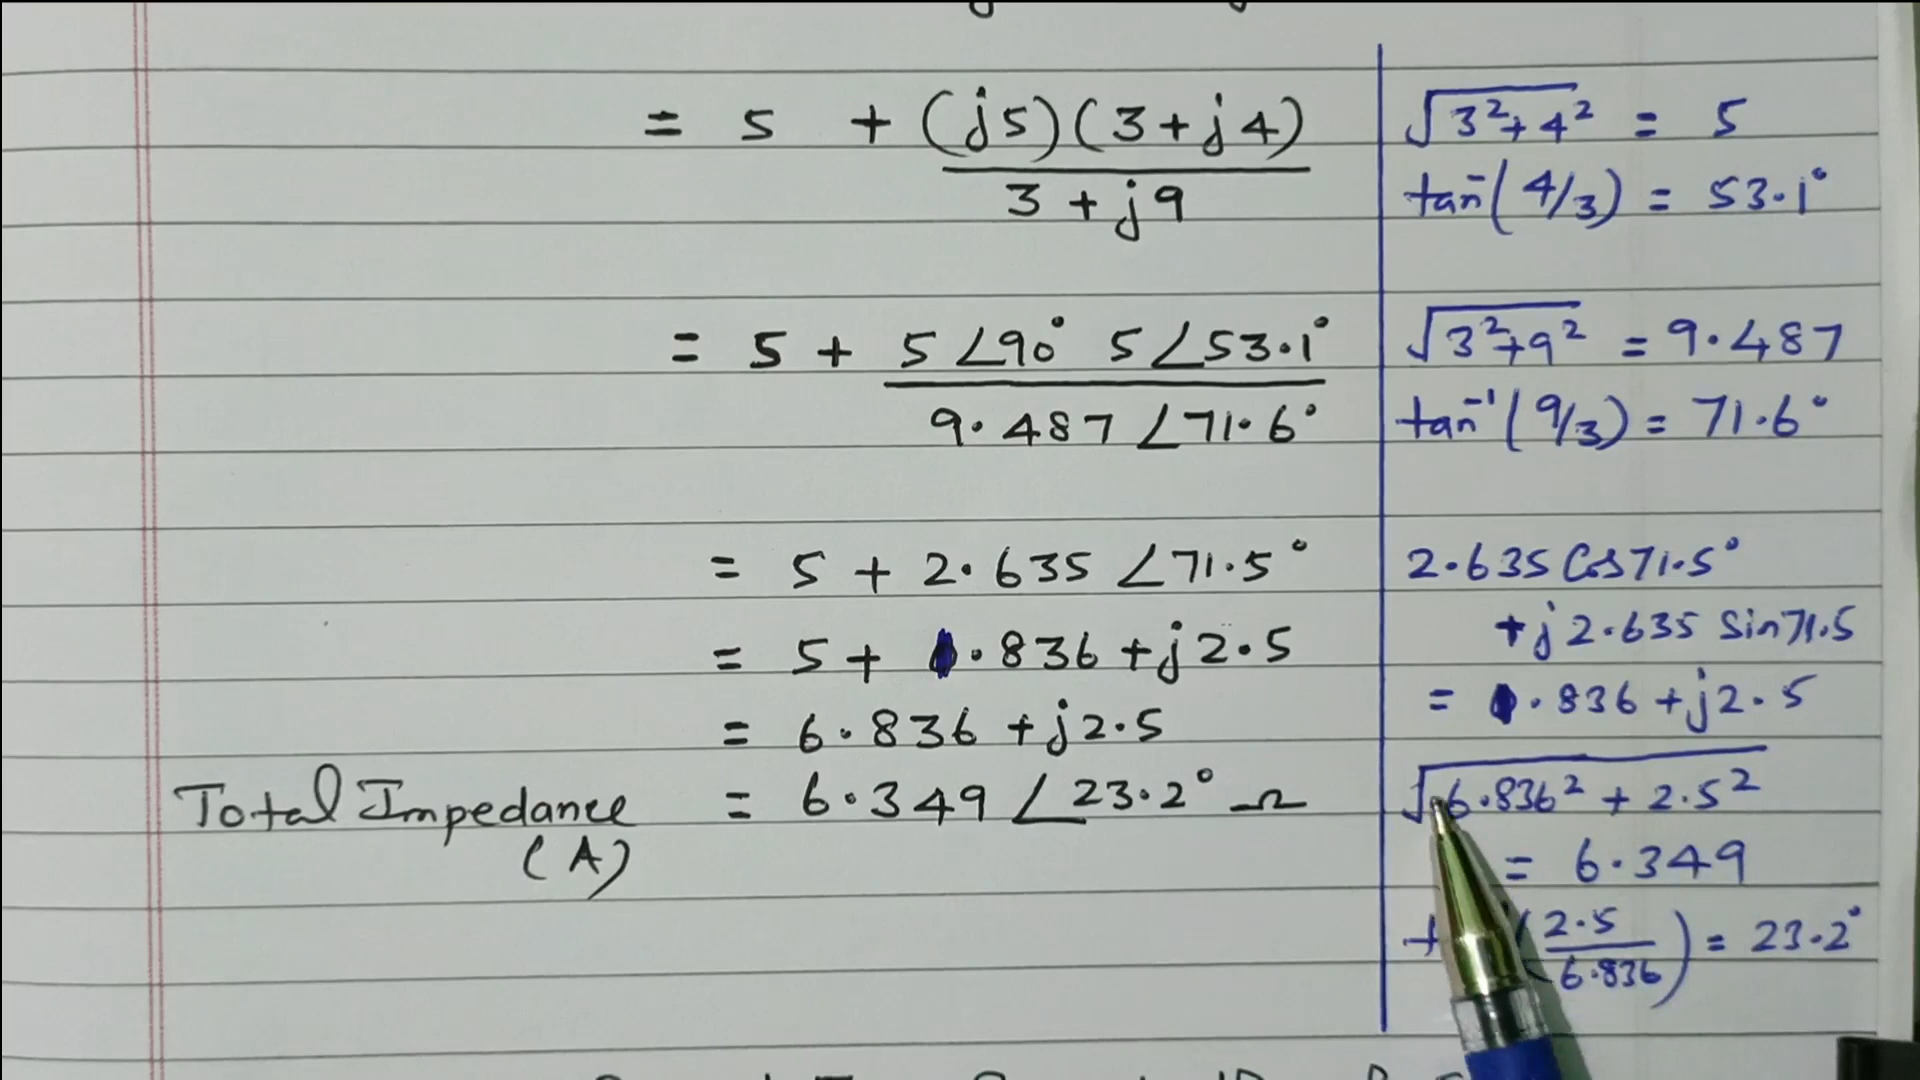 = 5 + (j5)(3+j4)
3 + j9
= 5 + 5∠90° 5∠53.1°
9.487∠71.6°
= 5 + 2.635∠71.5°
= 5 + .836 + j2.5
= 6.836 + j2.5
Total Impedance = 6.349∠23.2° Ω
(A)
√3²+4² = 5
tan⁻(4/3) = 53.1°
√3²+9² = 9.487
tan⁻¹(9/3) = 71.6°
2.635 Cos71.5°
+j2.635 Sin71.5
= .836 + j2.5
√6.836² + 2.5²
= 6.349
(2.5
6.836) = 23.2°